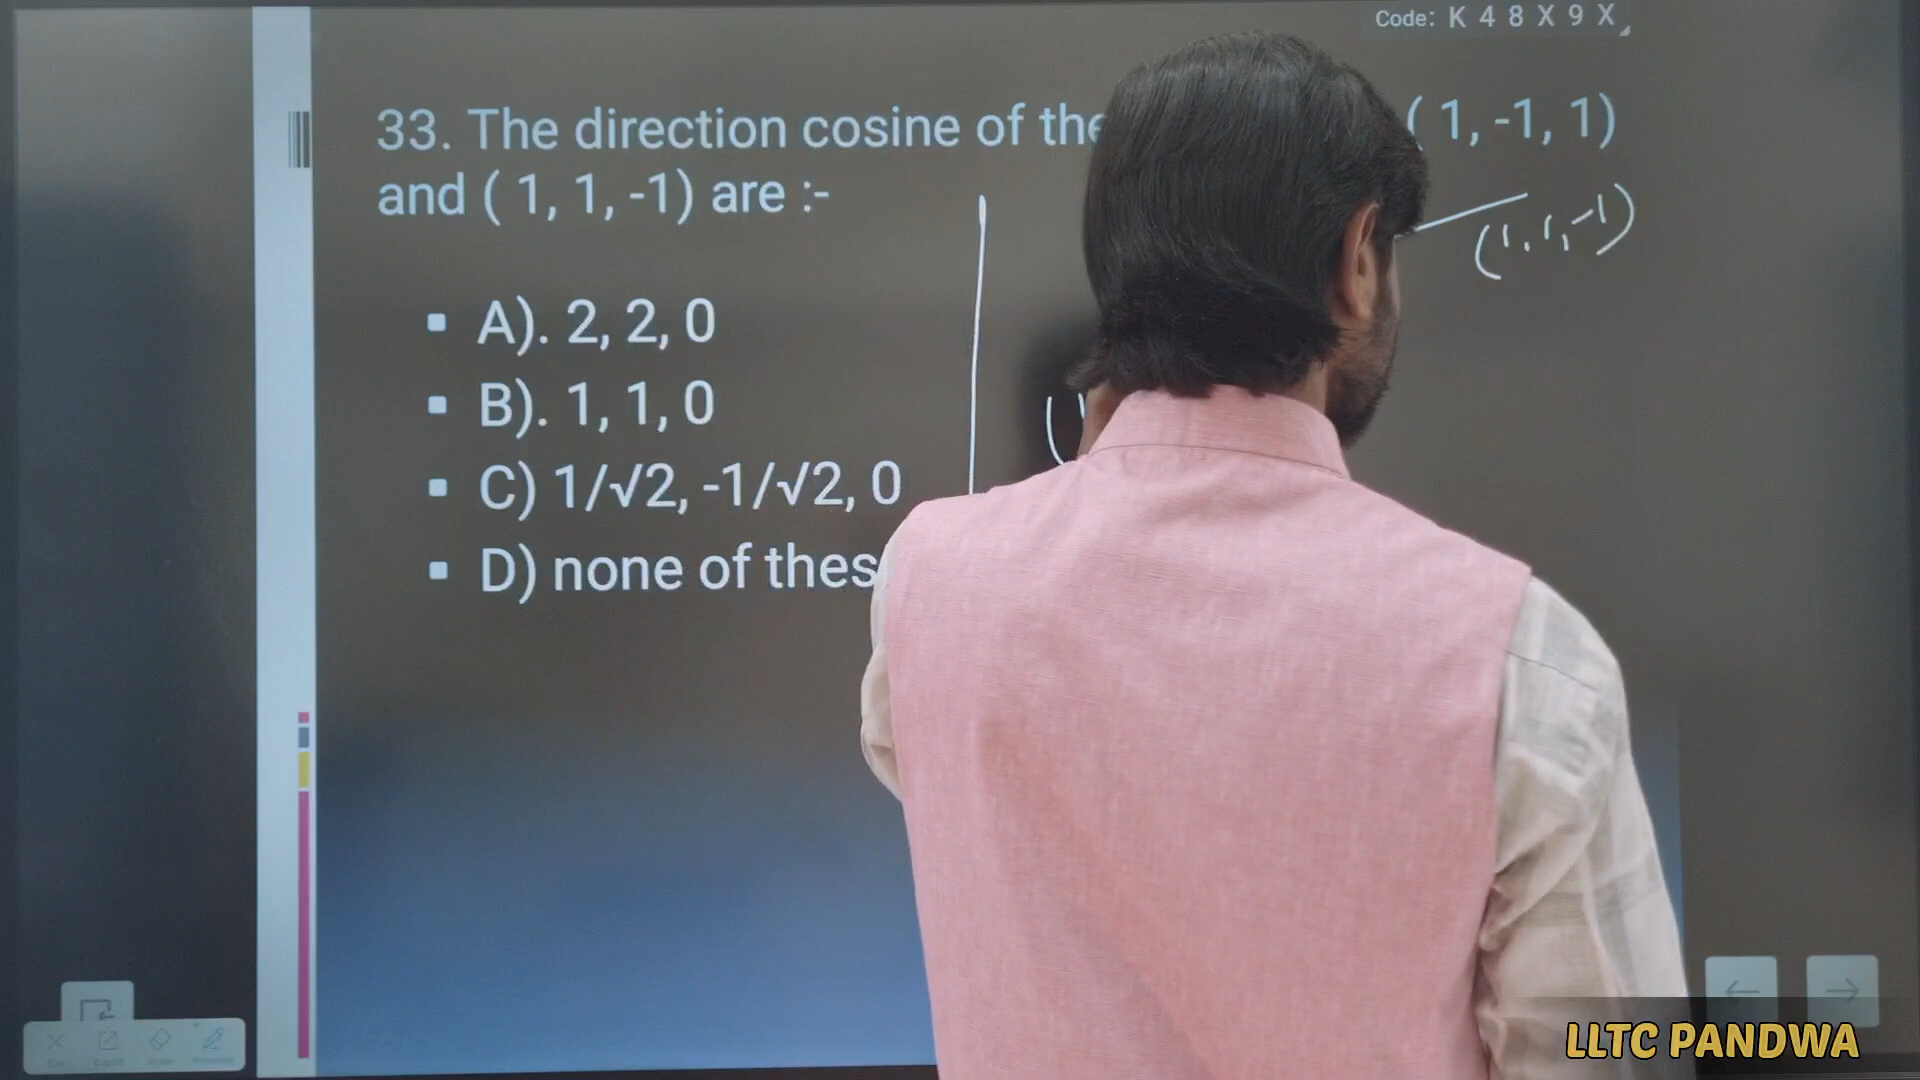 Code: K 4 8 X 9 X
33. The direction cosine of the ( 1, -1, 1)
and ( 1, 1, -1) are :-
(1, 1, -1)
A). 2, 2, 0
B). 1, 1, 0
C) 1/√2, -1/√2, 0
D) none of thes
LLTC PANDWA